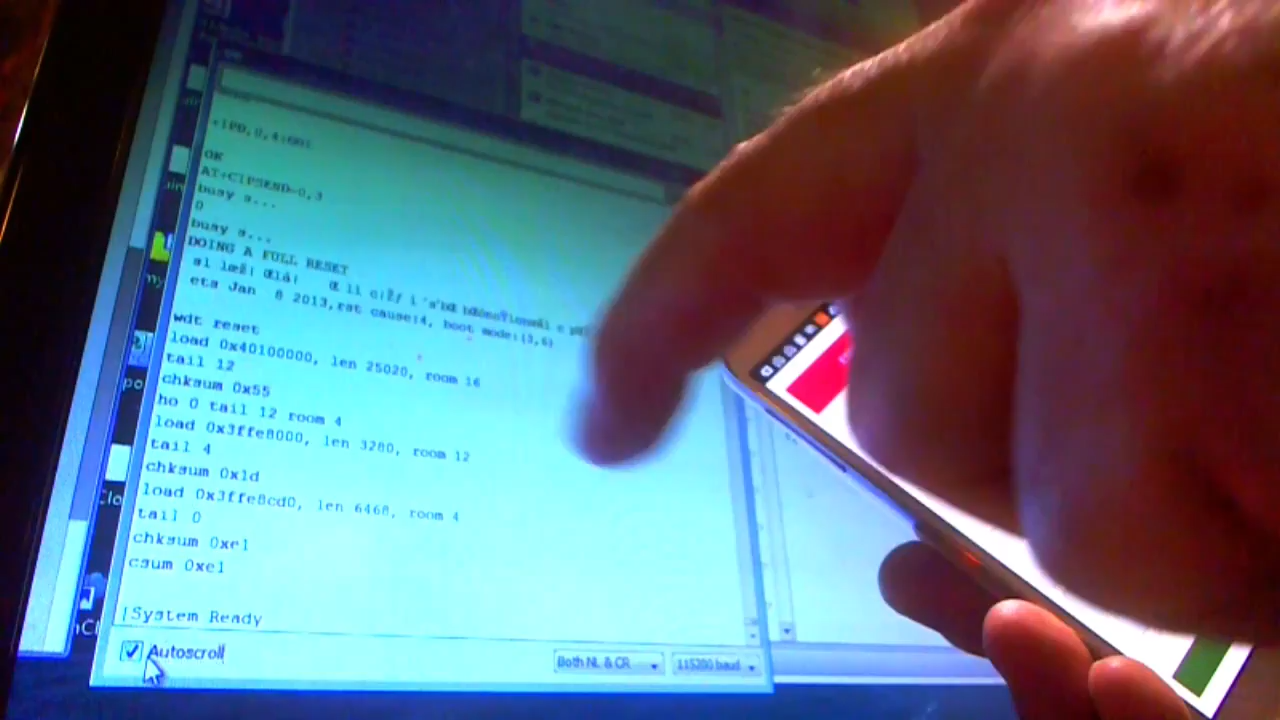 OK
AT+CIPSEND=0,3
busy s...
0
busy s...
DOING A FULL RESET
ets Jan 8 2013,rst cause:4, boot mode:(3,6)
wdt reset
load 0x40100000, len 25020, room 16
tail 12
chksum 0x55
ho 0 tail 12 room 4
load 0x3ffe8000, len 3280, room 12
tail 4
chksum 0x1d
load 0x3ffe8cd0, len 6468, room 4
tail 0
chksum 0xe1
csum 0xe1
System Ready
Autoscroll
Both NL & CR
115200 baud